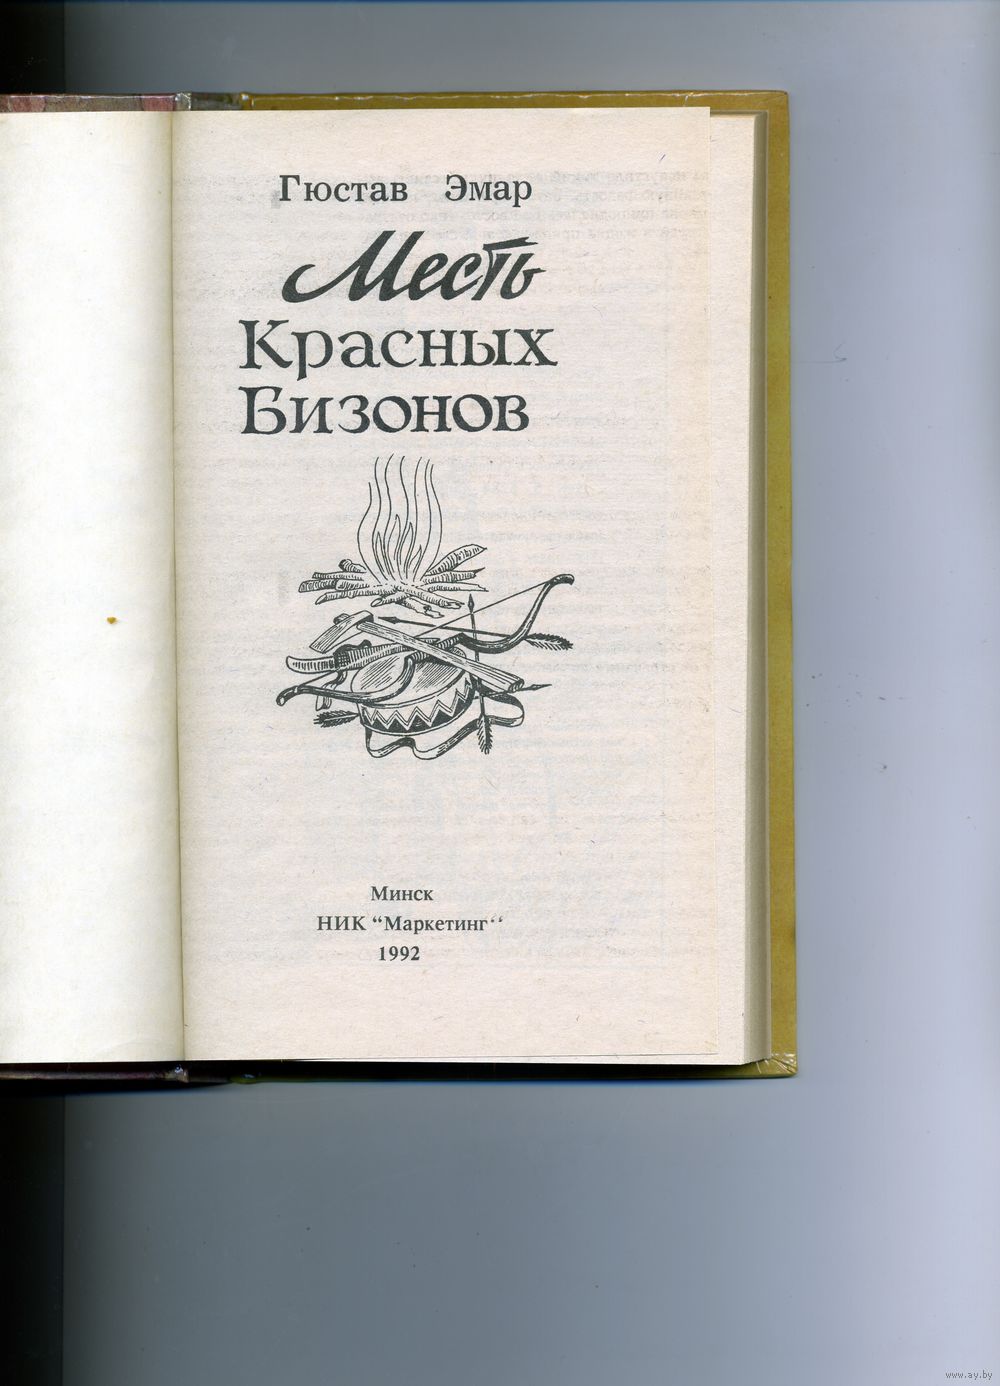 Гюстав Эмар
Месть
Красных
Бизонов
Минск
НИК “Маркетинг“
1992
www.ay.by